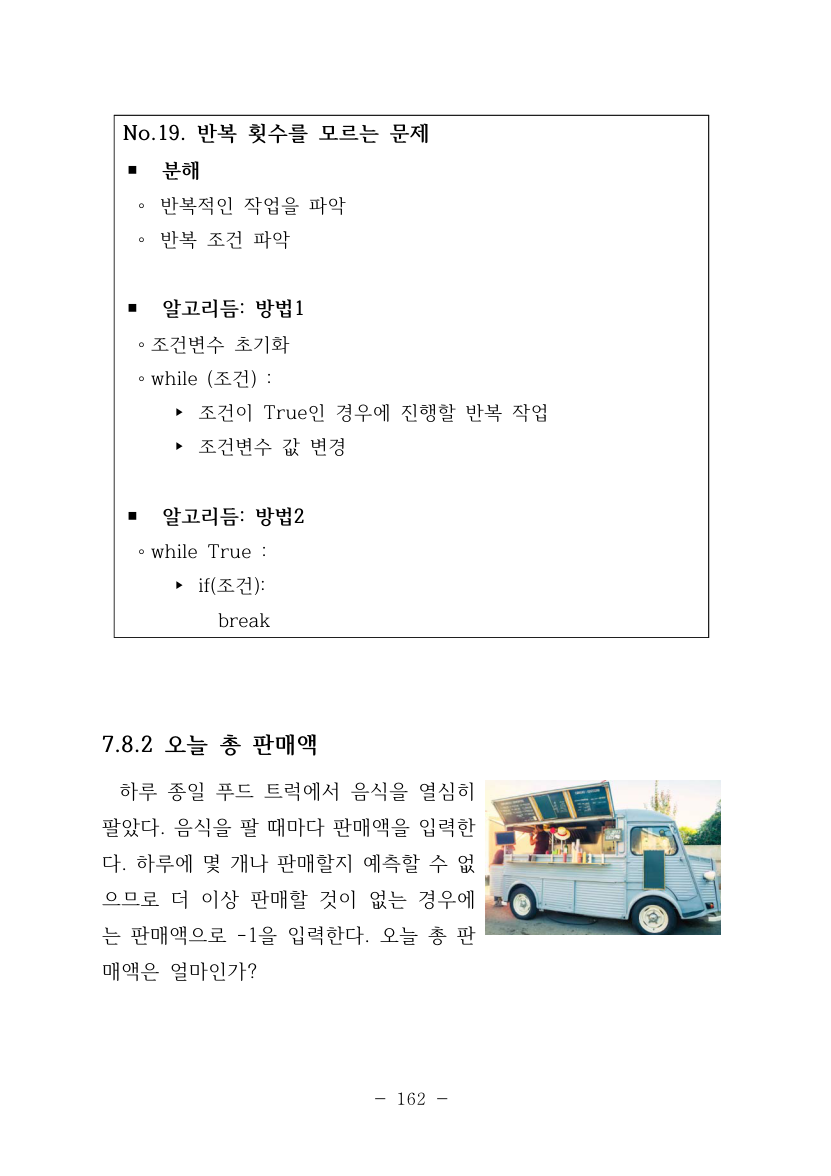 No.19. 반복 횟수를 모르는 문제
▪ 분해
◦ 반복적인 작업을 파악
◦ 반복 조건 파악
▪ 알고리듬: 방법1
◦조건변수 초기화
◦while (조건) :
▸ 조건이 True인 경우에 진행할 반복 작업
▸ 조건변수 값 변경
▪ 알고리듬: 방법2
◦while True :
▸ if(조건):
break
7.8.2 오늘 총 판매액
하루 종일 푸드 트럭에서 음식을 열심히
팔았다. 음식을 팔 때마다 판매액을 입력한
다. 하루에 몇 개나 판매할지 예측할 수 없
으므로 더 이상 판매할 것이 없는 경우에
는 판매액으로 -1을 입력한다. 오늘 총 판
매액은 얼마인가?
- 162 -